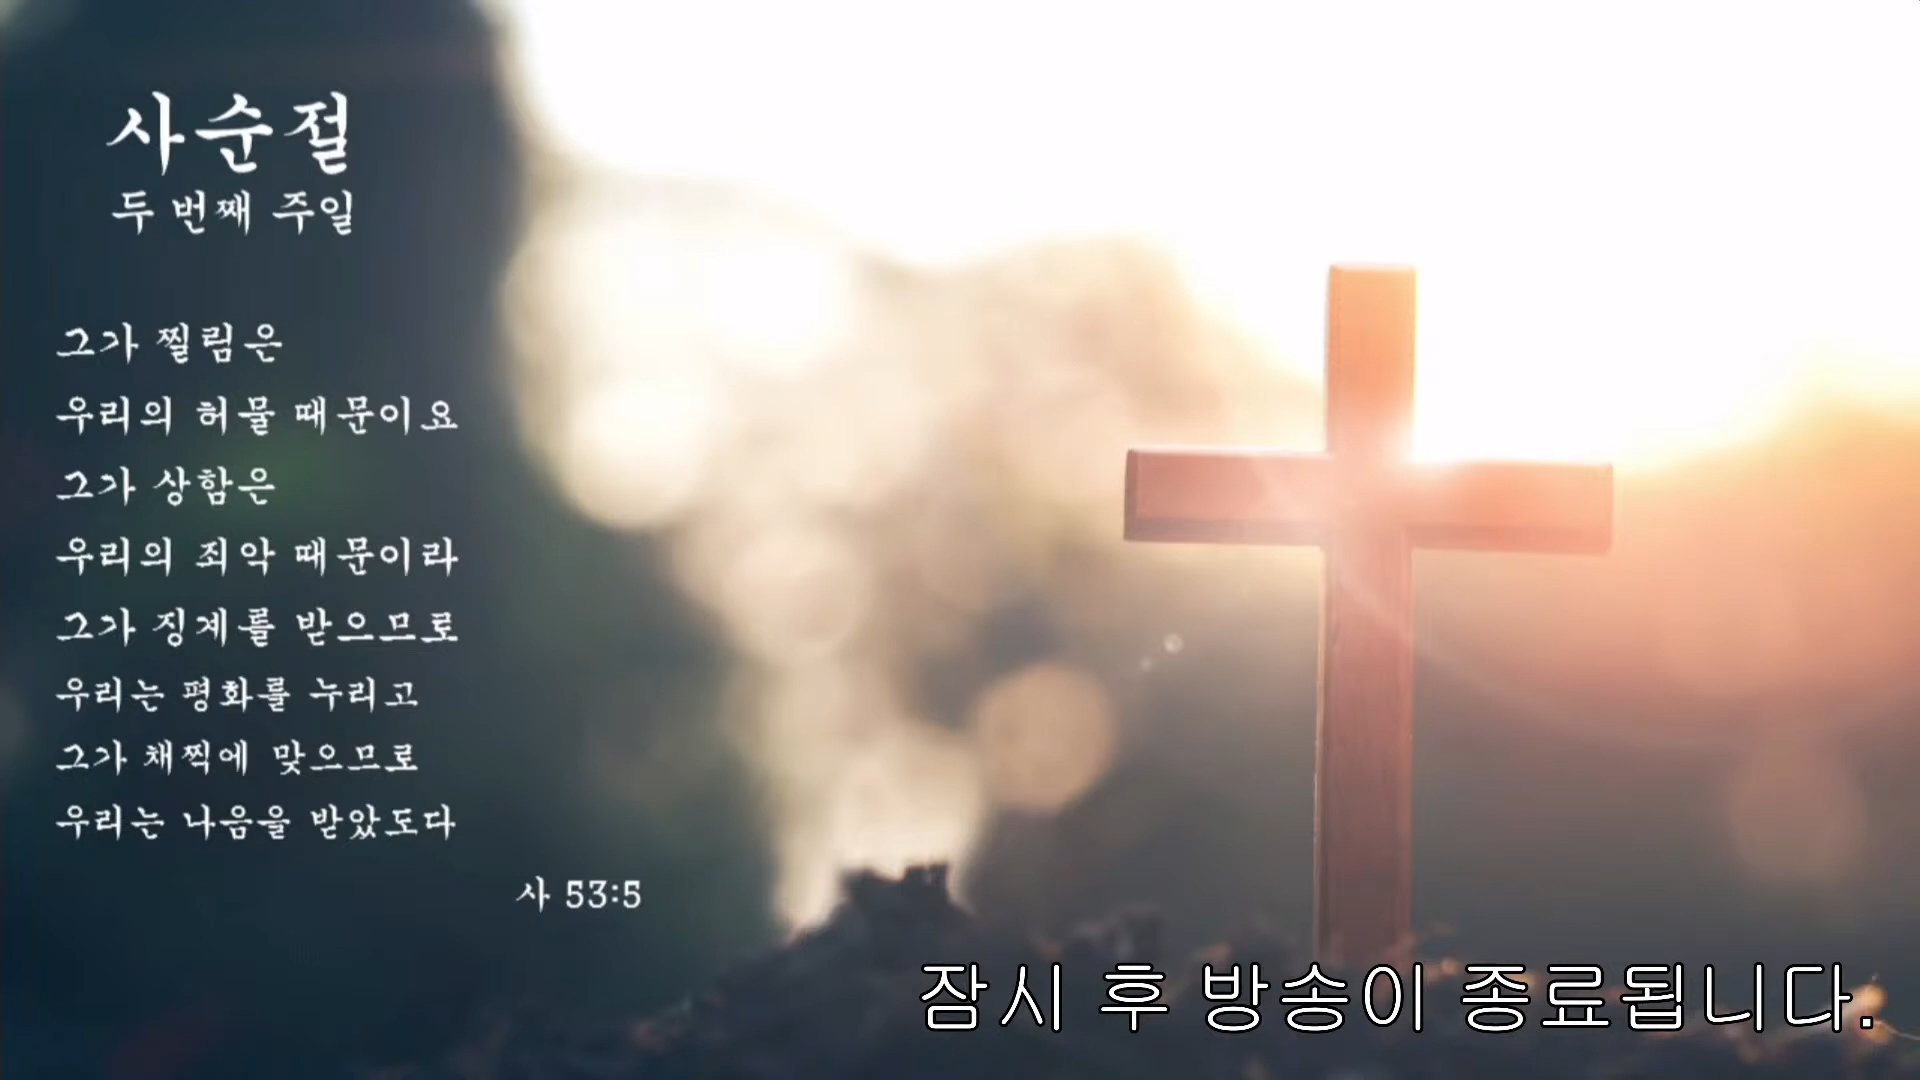 사순절
두 번째 주일
그가 찔림은
우리의 허물 때문이요
그가 상함은
우리의 죄악 때문이라
그가 징계를 받으므로
우리는 평화를 누리고
그가 채찍에 맞으므로
우리는 나음을 받았도다
사 53:5
잠시 후 방송이 종료됩니다.